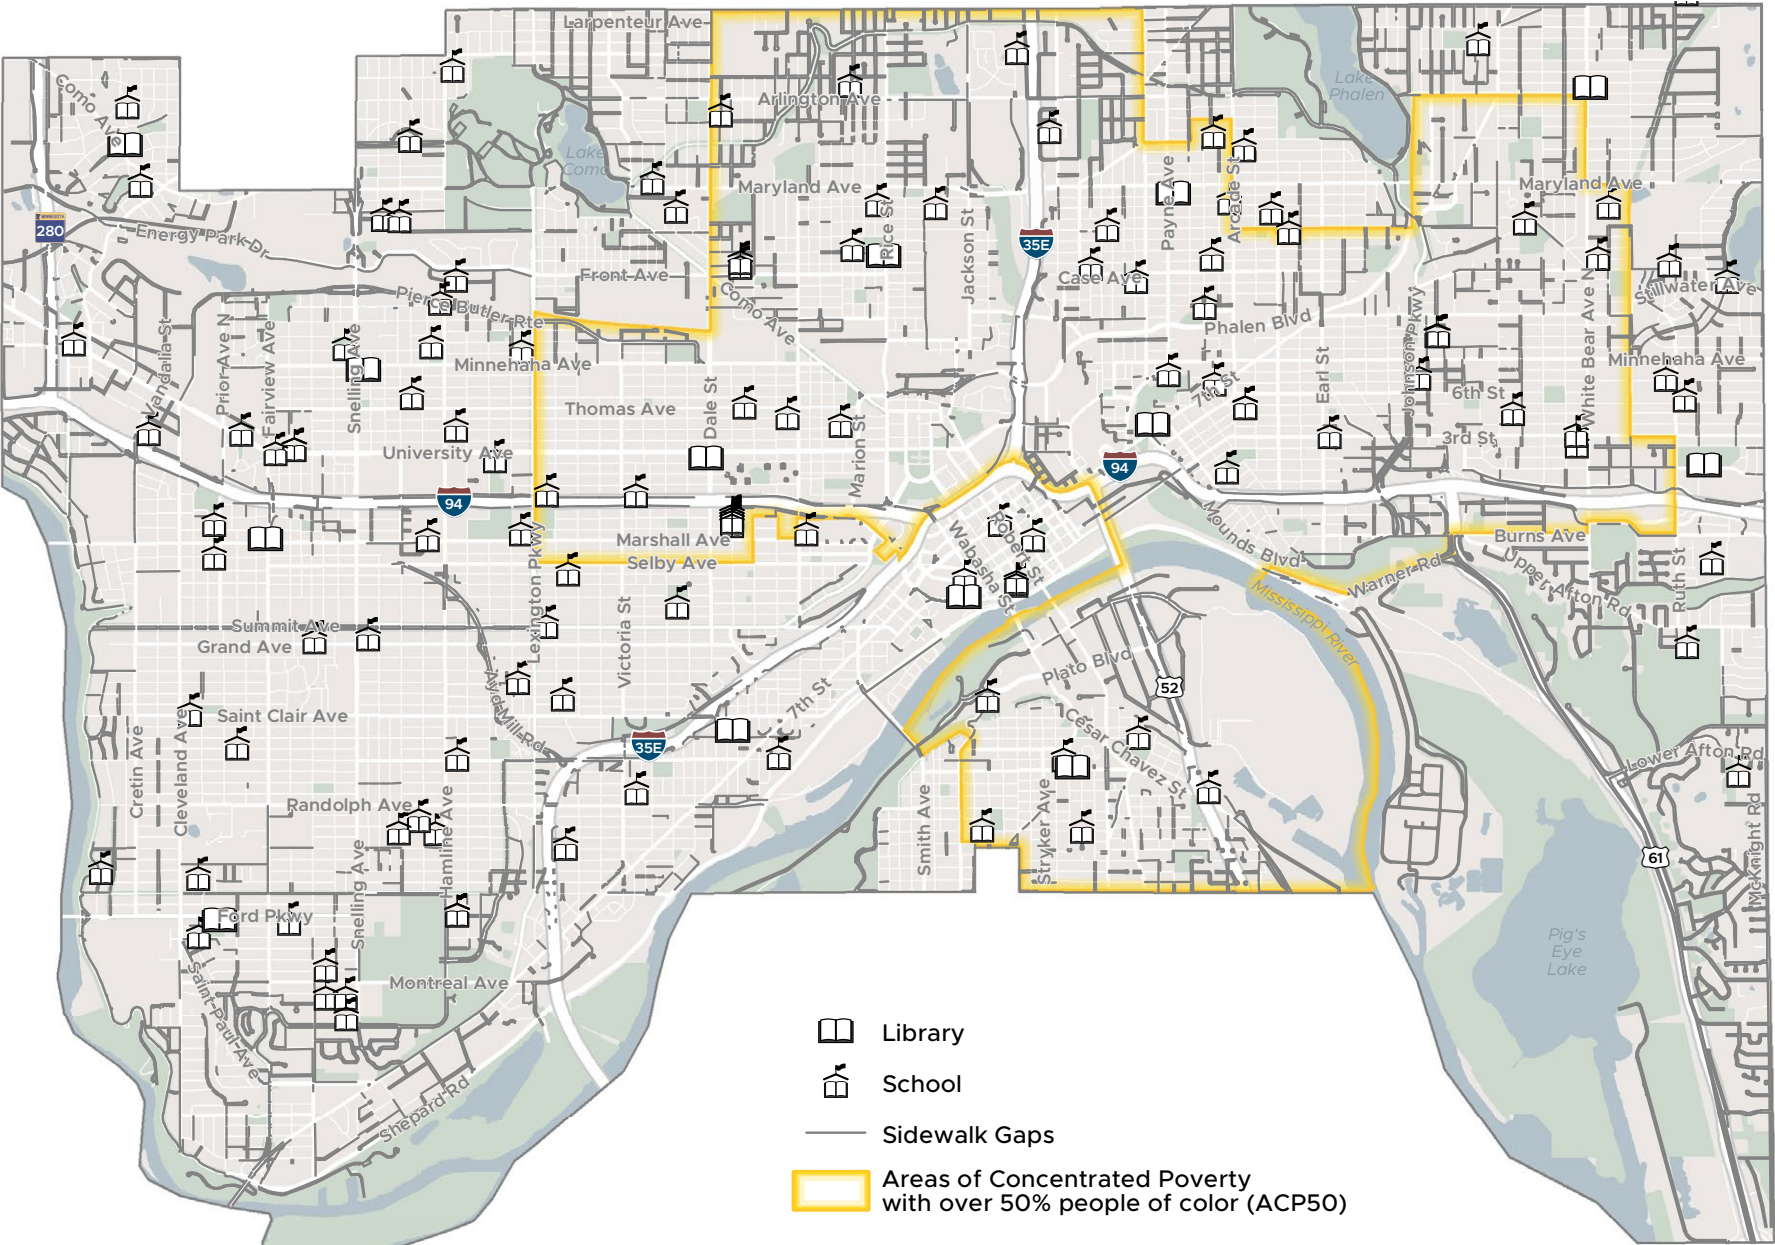 Larpenteur Ave
Como Ave
Lake
Phalen
Arlington Ave
Lake
Como
Maryland Ave
Payne Ave
Arcade St
Maryland Ave
MINNESOTA
280
Energy Park Dr
Rice St
Jackson St
35E
Front Ave
Case Ave
Como Ave
Stillwater Ave
Pierce Butler Rte
Phalen Blvd
Johnson Pkwy
White Bear Ave N
Vandalia St
Prior Ave N
Fairview Ave
Snelling Ave
Minnehaha Ave
Minnehaha Ave
Earl St
7th St
6th St
Thomas Ave
Dale St
Marion St
University Ave
3rd St
94
94
Lexington Pkwy
Marshall Ave
Selby Ave
Wabasha St
Robert St
Mounds Blvd
Burns Ave
Warner Rd
Upper Afton Rd
Ruth St
Mississippi River
Summit Ave
Grand Ave
Victoria St
Plato Blvd
52
Ayd Mill Rd
7th St
Saint Clair Ave
Cesar Chavez St
Cretin Ave
Cleveland Ave
35E
Lower Afton Rd
Randolph Ave
Hamline Ave
Smith Ave
Stryker Ave
McKnight Rd
61
Snelling Ave
Ford Pkwy
Pig's
Eye
Lake
Saint Paul Ave
Montreal Ave
Shepard Rd
Library
School
Sidewalk Gaps
Areas of Concentrated Poverty
with over 50% people of color (ACP50)